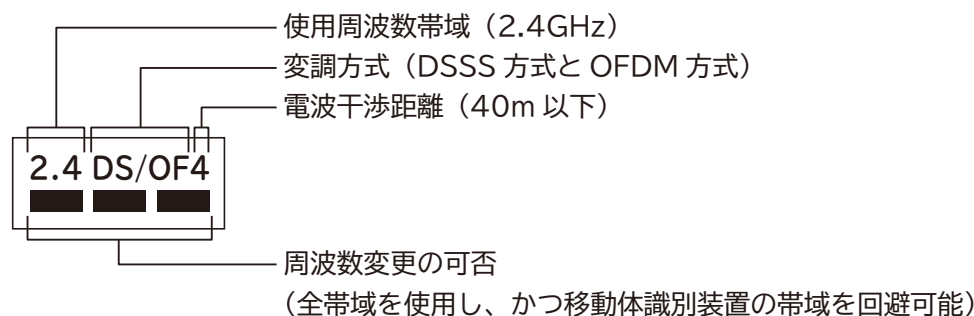 使用周波数帯域（2.4GHz）
変調方式（DSSS 方式と OFDM 方式）
電波干渉距離（40m 以下）
2.4 DS/OF4
周波数変更の可否
（全帯域を使用し、かつ移動体識別装置の帯域を回避可能）